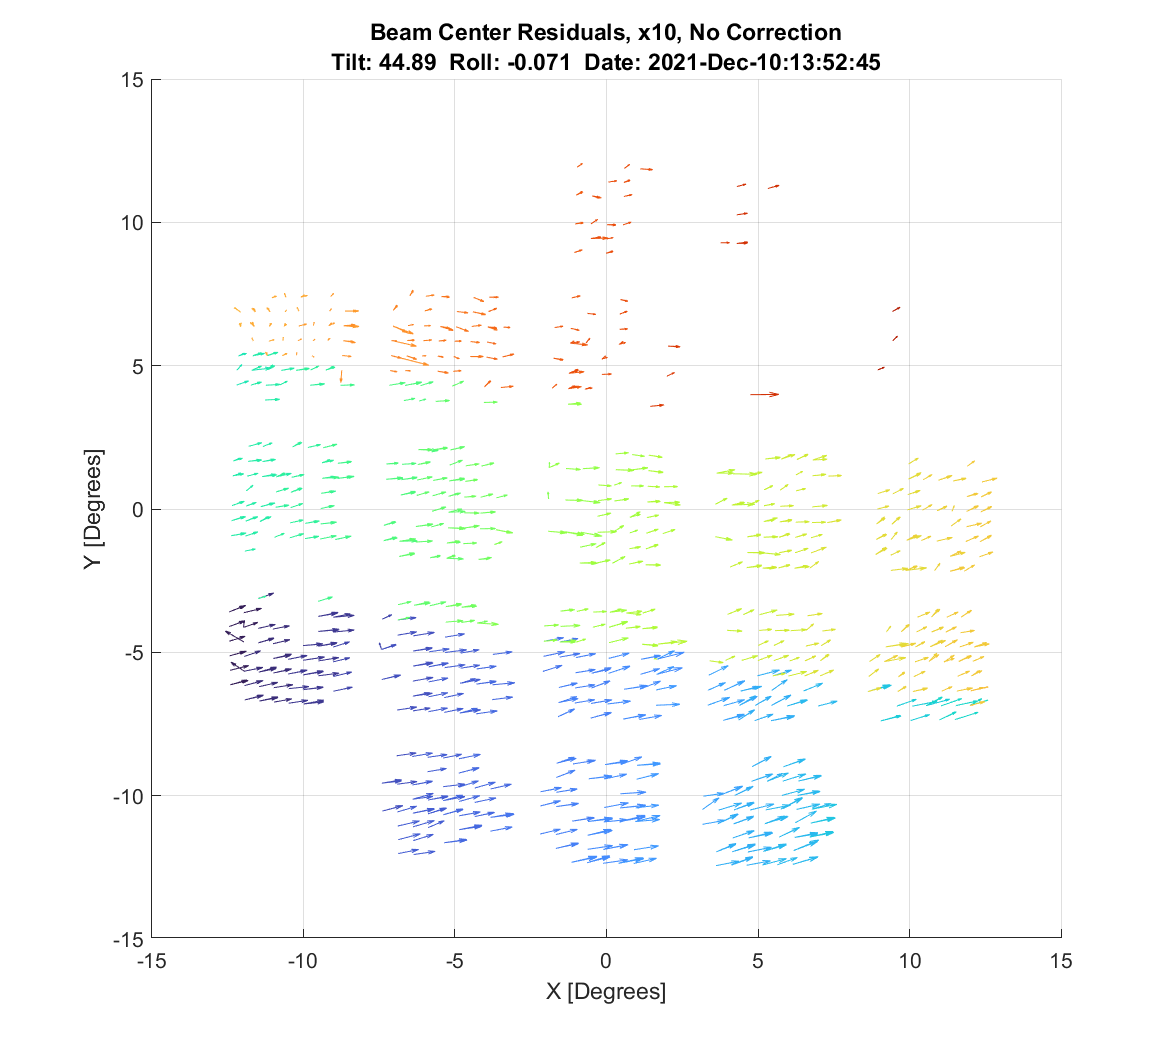 Beam Center Residuals, x10, No Correction
Tilt: 44.89  Roll: -0.071  Date: 2021-Dec-10:13:52:45
15
10
5
0
-5
-10
-15
Y [Degrees]
-15 -10 -5 0 5 10 15
X [Degrees]